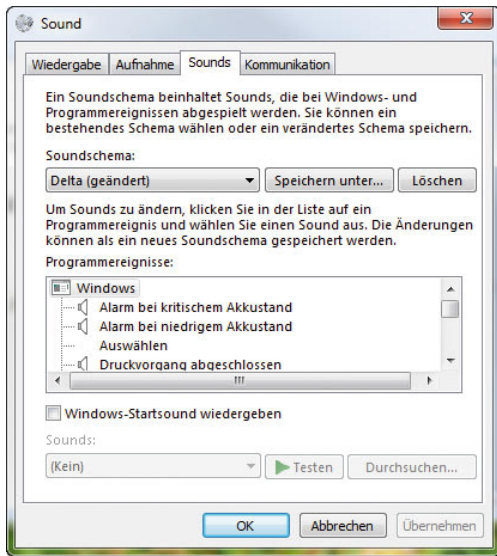 Sound
Wiedergabe Aufnahme Sounds Kommunikation
Ein Soundschema beinhaltet Sounds, die bei Windows- und
Programmereignissen abgespielt werden. Sie können ein
bestehendes Schema wählen oder ein verändertes Schema speichern.
Soundschema:
Delta (geändert) Speichern unter... Löschen
Um Sounds zu ändern, klicken Sie in der Liste auf ein
Programmereignis und wählen Sie einen Sound aus. Die Änderungen
können als ein neues Soundschema gespeichert werden.
Programmereignisse:
Windows
Alarm bei kritischem Akkustand
Alarm bei niedrigem Akkustand
Auswählen
Druckvorgang abgeschlossen
Windows-Startsound wiedergeben
Sounds:
(Kein) Testen Durchsuchen...
OK Abbrechen Übernehmen